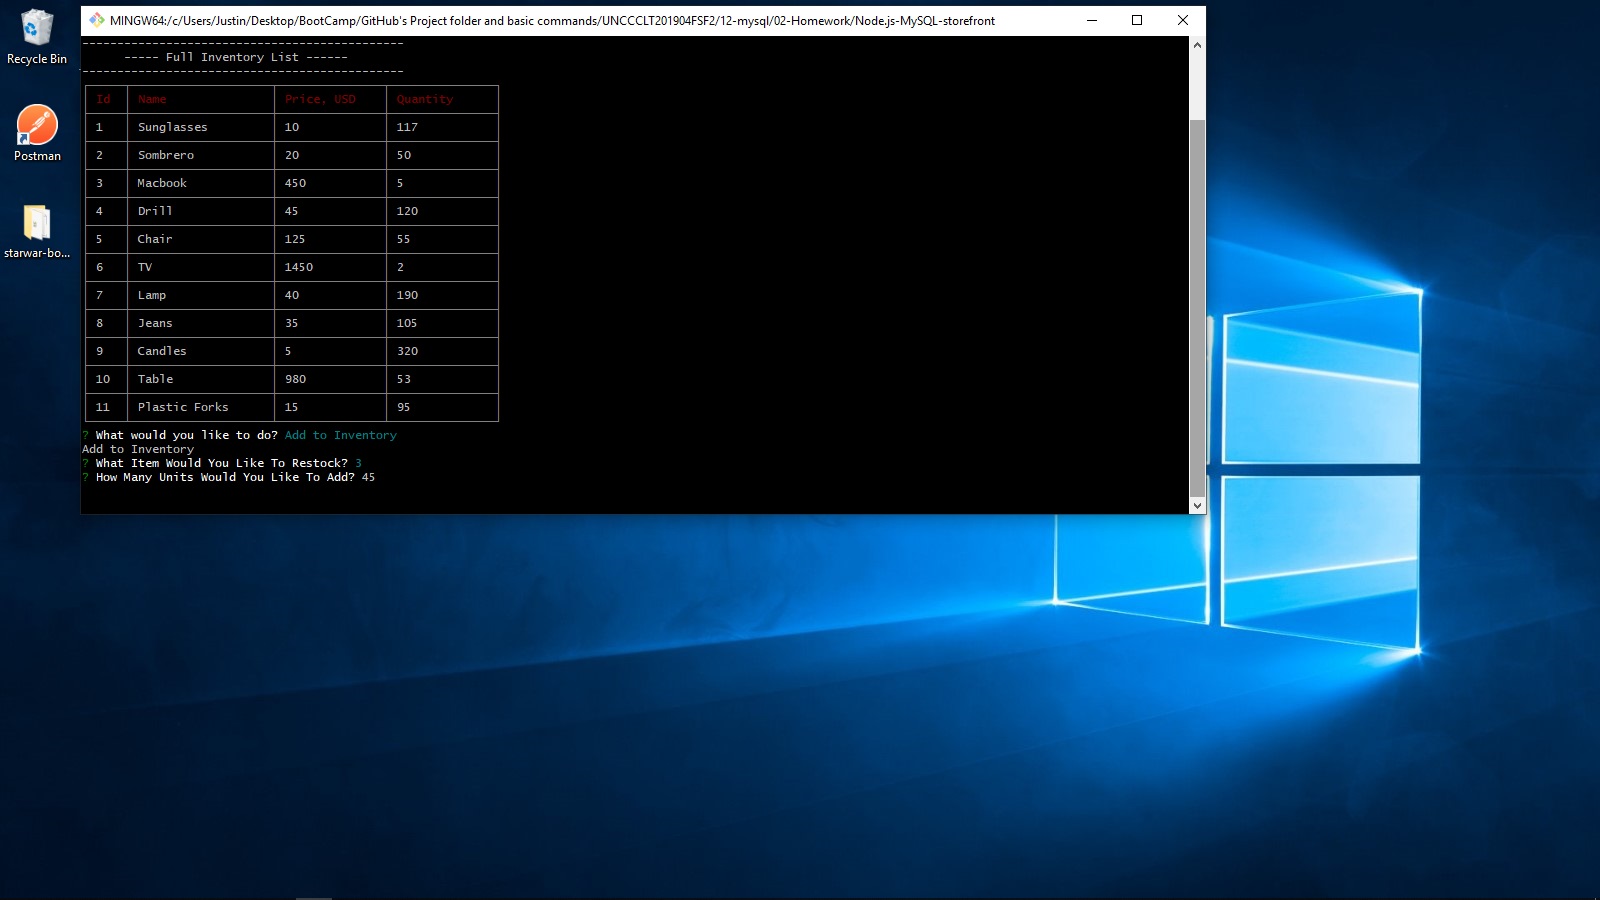 Recycle Bin
Postman
starwar-bo...
MINGW64:/c/Users/Justin/Desktop/BootCamp/GitHub's Project folder and basic commands/UNCCCLT201904FSF2/12-mysql/02-Homework/Node.js-MySQL-storefront
----------------------------------------------
----- Full Inventory List ------
----------------------------------------------
Id Name Price, USD Quantity
1 Sunglasses 10 117
2 Sombrero 20 50
3 Macbook 450 5
4 Drill 45 120
5 Chair 125 55
6 TV 1450 2
7 Lamp 40 190
8 Jeans 35 105
9 Candles 5 320
10 Table 980 53
11 Plastic Forks 15 95
? What would you like to do? Add to Inventory
Add to Inventory
? What Item Would You Like To Restock? 3
? How Many Units Would You Like To Add? 45